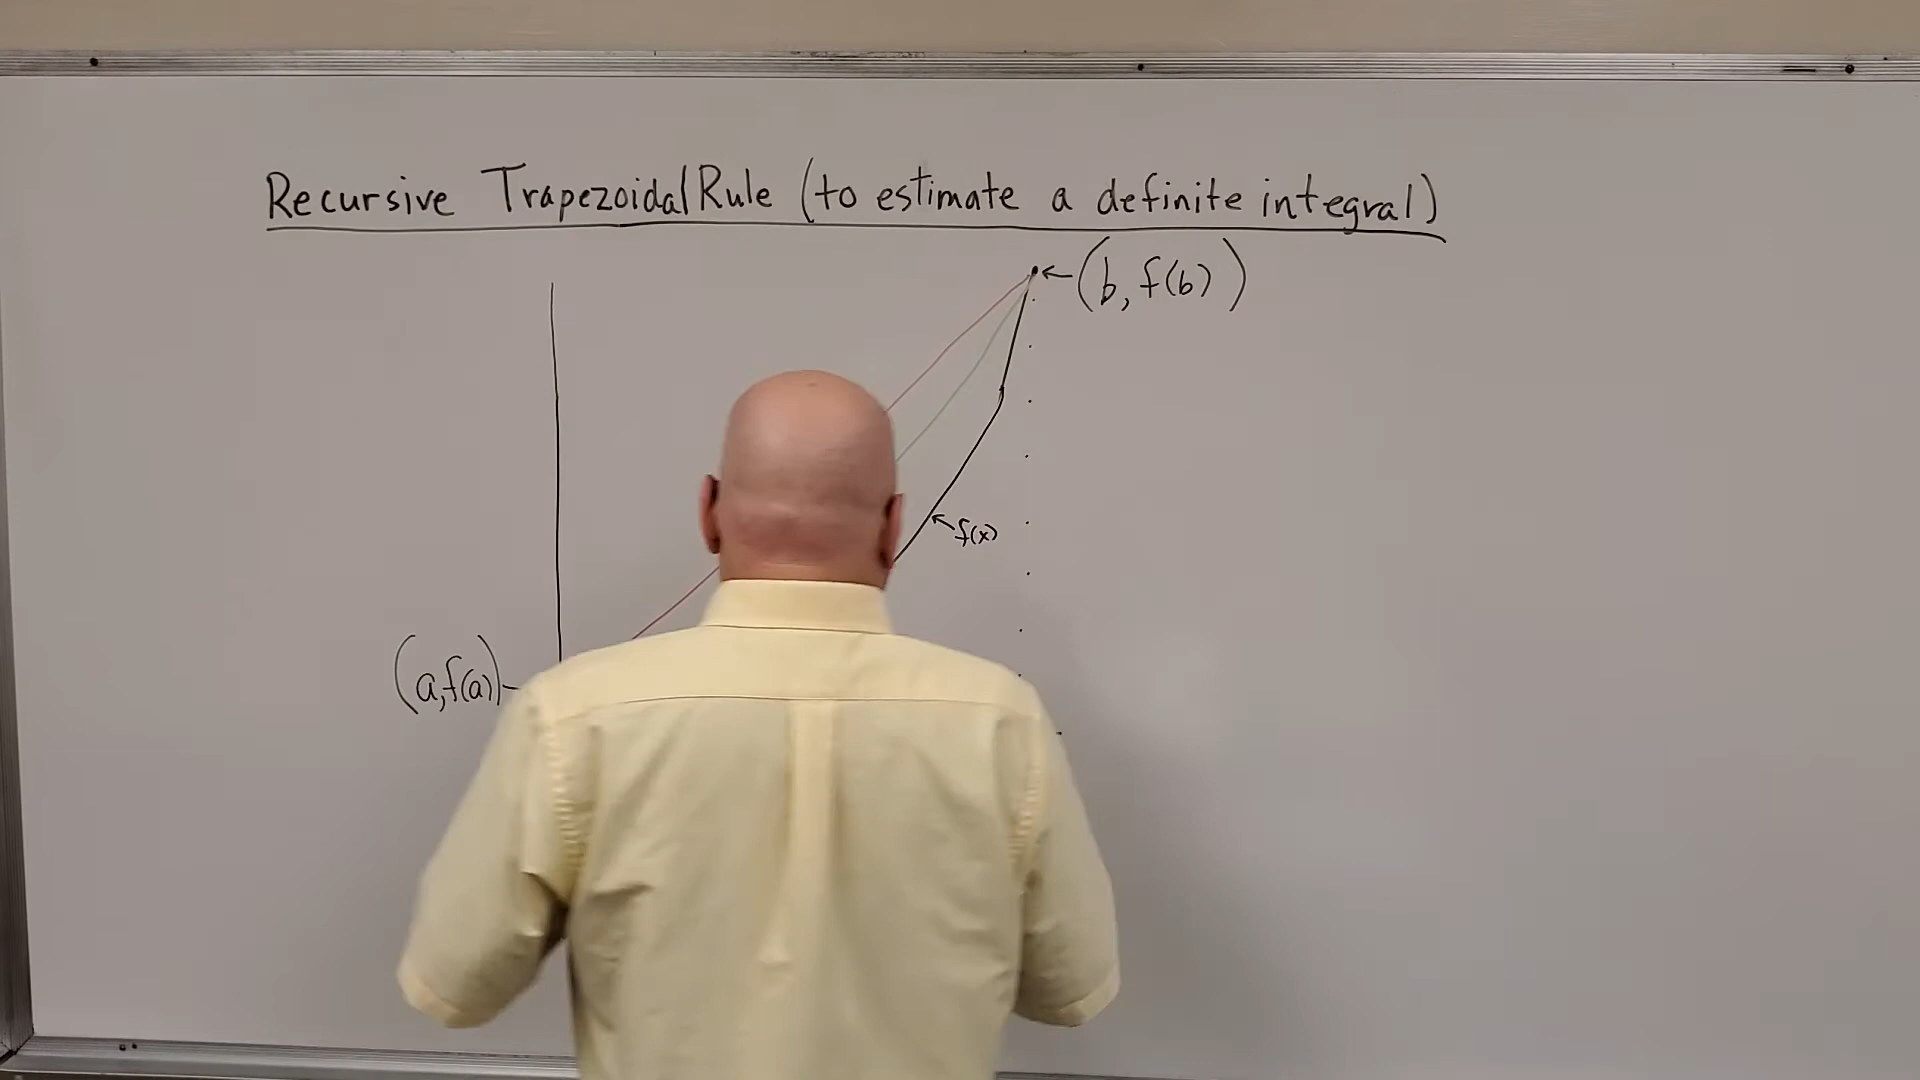 Recursive Trapezoidal Rule (to estimate a definite integral)
(b, f(b))
f(x)
(a, f(a))